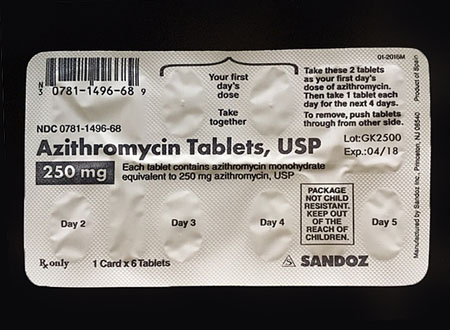 01-2016M
N
3 0781-1496-68 9
Your first
day's
dose
Take
together
Take these 2 tablets
as your first day's
dose of azithromycin.
Then take 1 tablet each
day for the next 4 days.
To remove, push tablets
through from other side.
Product of Spain
NDC 0781-1496-68
Azithromycin Tablets, USP
Lot:GK2500
Exp.:04/18
250 mg
Each tablet contains azithromycin monohydrate
equivalent to 250 mg azithromycin, USP
PACKAGE
NOT CHILD
RESISTANT.
KEEP OUT
OF THE
REACH OF
CHILDREN.
Day 2
Day 3
Day 4
Day 5
Rx only
1 Card x 6 Tablets
SANDOZ
Manufactured by Sandoz Inc. Princeton, NJ 08540